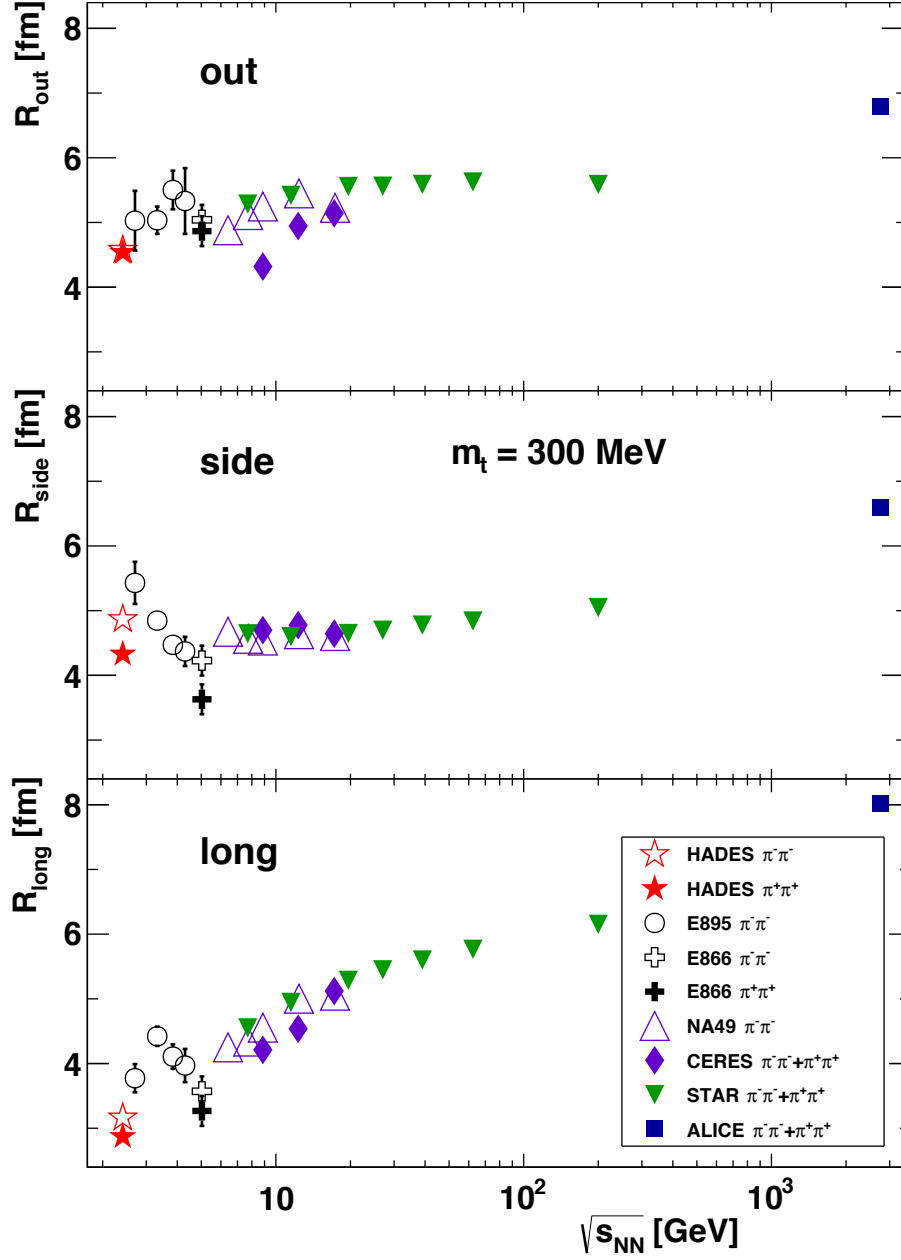 8
6
4
R_out [fm]
out
8
6
4
R_side [fm]
side
m_t = 300 MeV
8
6
4
R_long [fm]
long
HADES π⁻π⁻
HADES π⁺π⁺
E895 π⁻π⁻
E866 π⁻π⁻
E866 π⁺π⁺
NA49 π⁻π⁻
CERES π⁻π⁻+π⁺π⁺
STAR π⁻π⁻+π⁺π⁺
ALICE π⁻π⁻+π⁺π⁺
10 10² 10³
√s_NN [GeV]